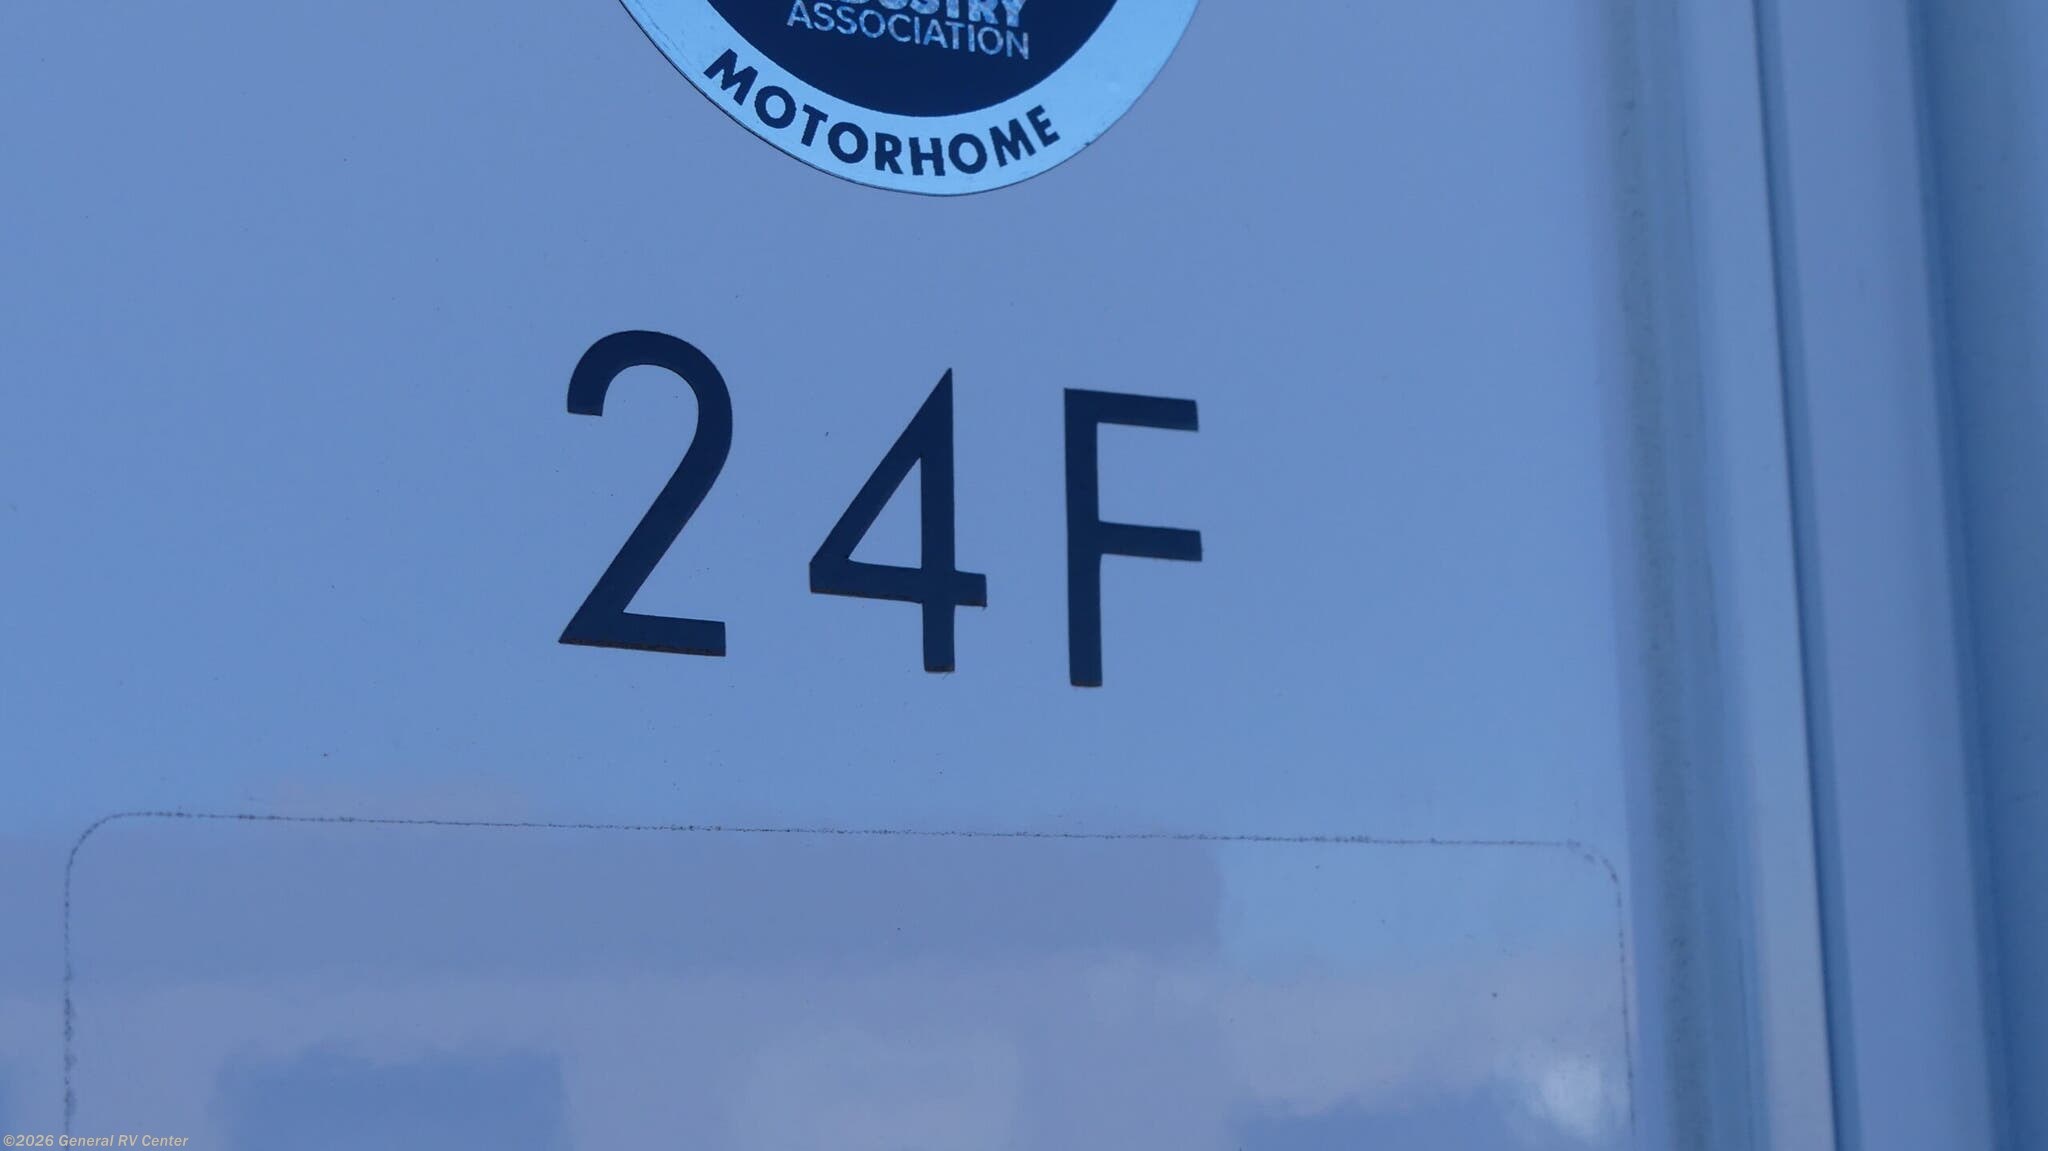 ASSOCIATION
MOTORHOME
24F
©2026 General RV Center